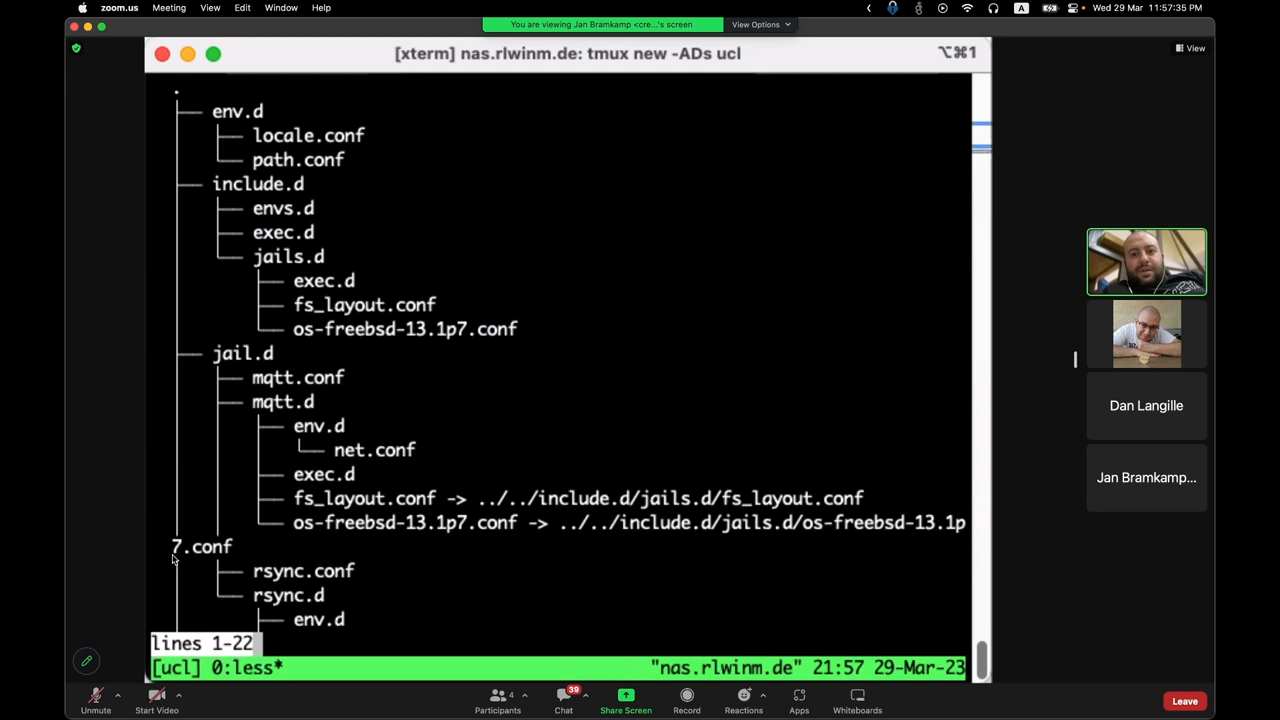 zoom.us Meeting View Edit Window Help A Wed 29 Mar 11:57:35 PM
You are viewing Jan Bramkamp <cre...'s screen View Options
View
[xterm] nas.rlwinm.de: tmux new -ADs ucl ⌥⌘1
.
├── env.d
│   ├── locale.conf
│   └── path.conf
├── include.d
│   ├── envs.d
│   ├── exec.d
│   └── jails.d
│       ├── exec.d
│       ├── fs_layout.conf
│       └── os-freebsd-13.1p7.conf
├── jail.d
│   ├── mqtt.conf
│   ├── mqtt.d
│   │   ├── env.d
│   │   │   └── net.conf
│   │   ├── exec.d
│   │   ├── fs_layout.conf -> ../../include.d/jails.d/fs_layout.conf
│   │   └── os-freebsd-13.1p7.conf -> ../../include.d/jails.d/os-freebsd-13.1p
7.conf
│   ├── rsync.conf
│   └── rsync.d
│       ├── env.d
lines 1-22
[ucl] 0:less* "nas.rlwinm.de" 21:57 29-Mar-23
Dan Langille
Jan Bramkamp...
4 39
Unmute Start Video Participants Chat Share Screen Record Reactions Apps Whiteboards Leave